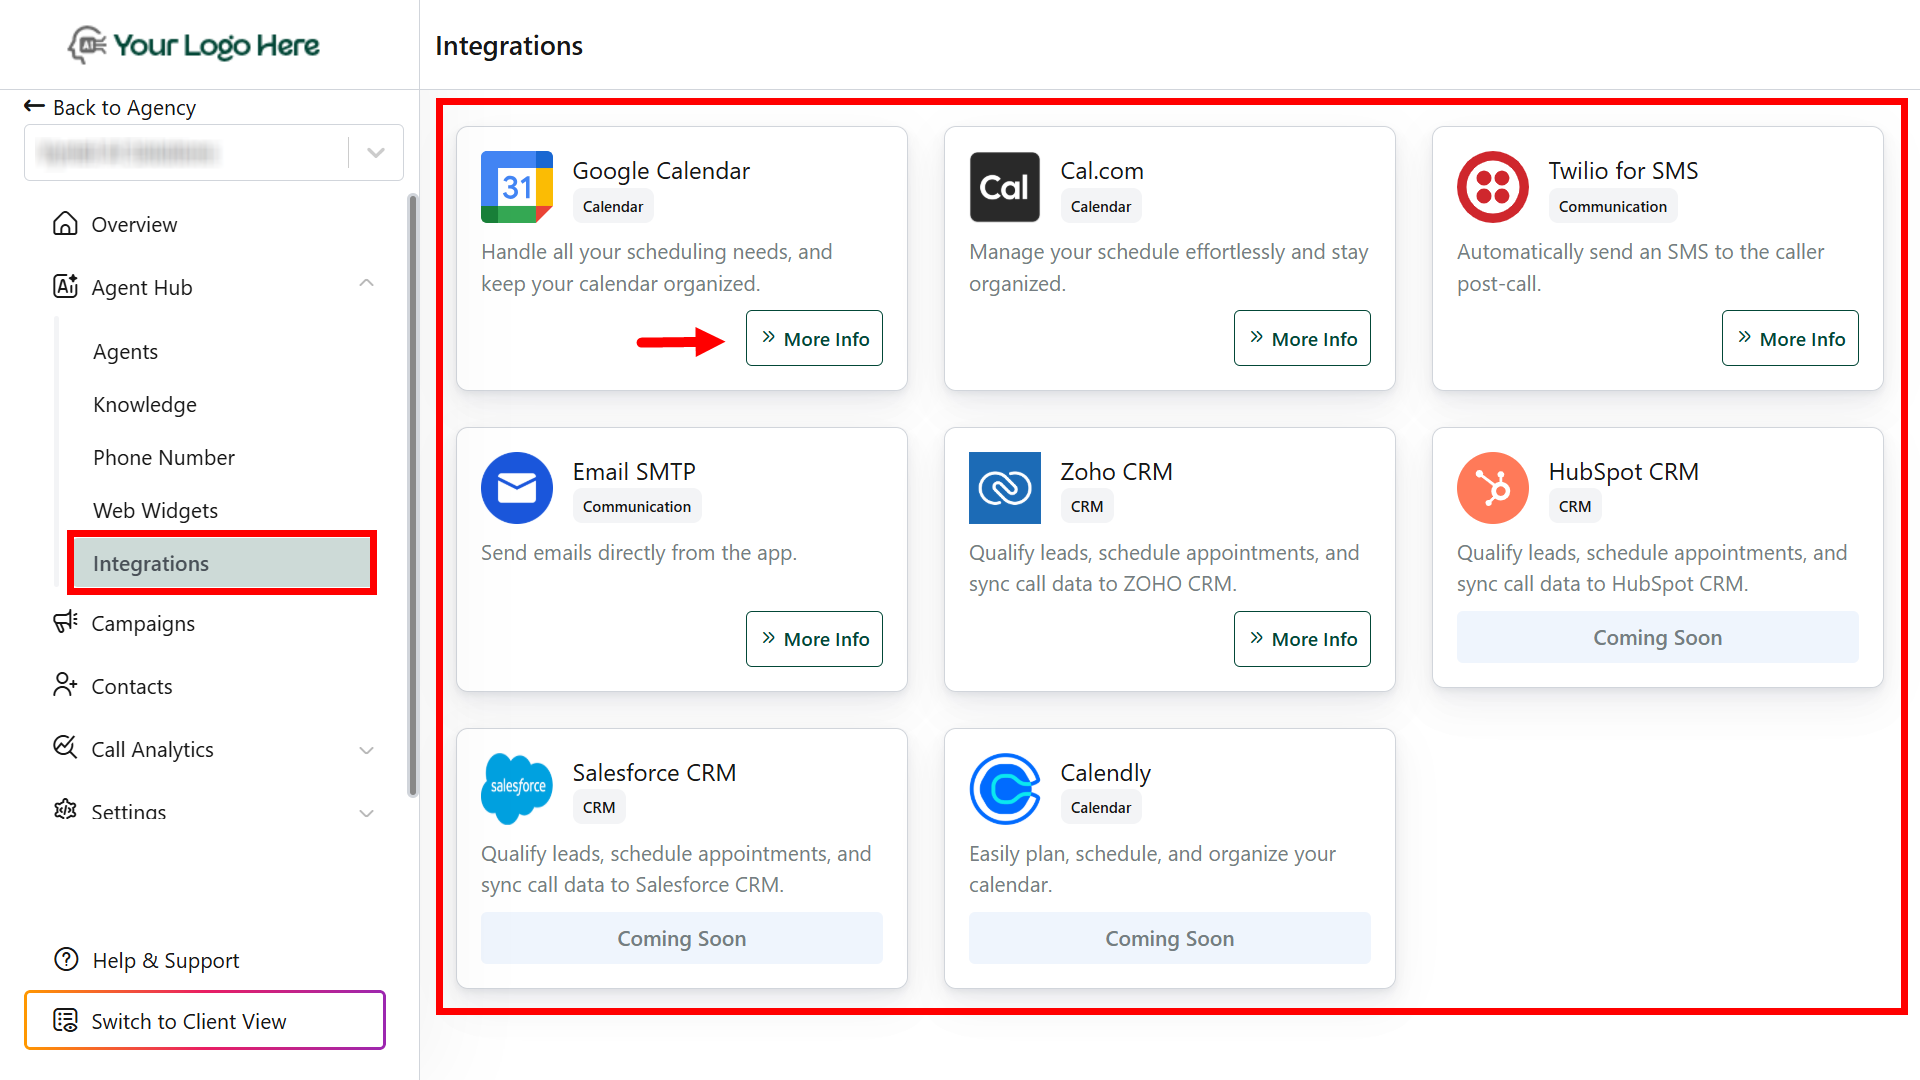 Your Logo Here
Integrations
Back to Agency
Overview
Agent Hub
Agents
Knowledge
Phone Number
Web Widgets
Integrations
Campaigns
Contacts
Call Analytics
Settings
Help & Support
Switch to Client View
31
Google Calendar
Calendar
Handle all your scheduling needs, and
keep your calendar organized.
More Info
Cal
Cal.com
Calendar
Manage your schedule effortlessly and stay
organized.
More Info
Twilio for SMS
Communication
Automatically send an SMS to the caller
post-call.
More Info
Email SMTP
Communication
Send emails directly from the app.
More Info
Zoho CRM
CRM
Qualify leads, schedule appointments, and
sync call data to ZOHO CRM.
More Info
HubSpot CRM
CRM
Qualify leads, schedule appointments, and
sync call data to HubSpot CRM.
Coming Soon
salesforce
Salesforce CRM
CRM
Qualify leads, schedule appointments, and
sync call data to Salesforce CRM.
Coming Soon
Calendly
Calendar
Easily plan, schedule, and organize your
calendar.
Coming Soon